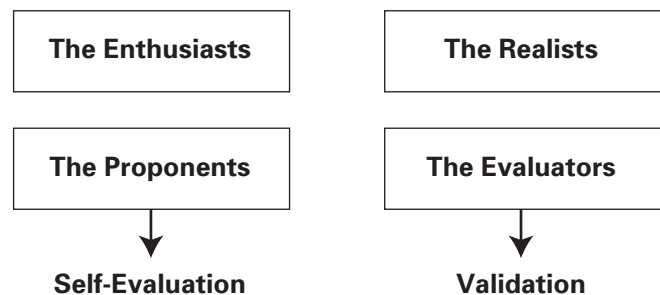 The Enthusiasts
The Realists
The Proponents
The Evaluators
Self-Evaluation
Validation